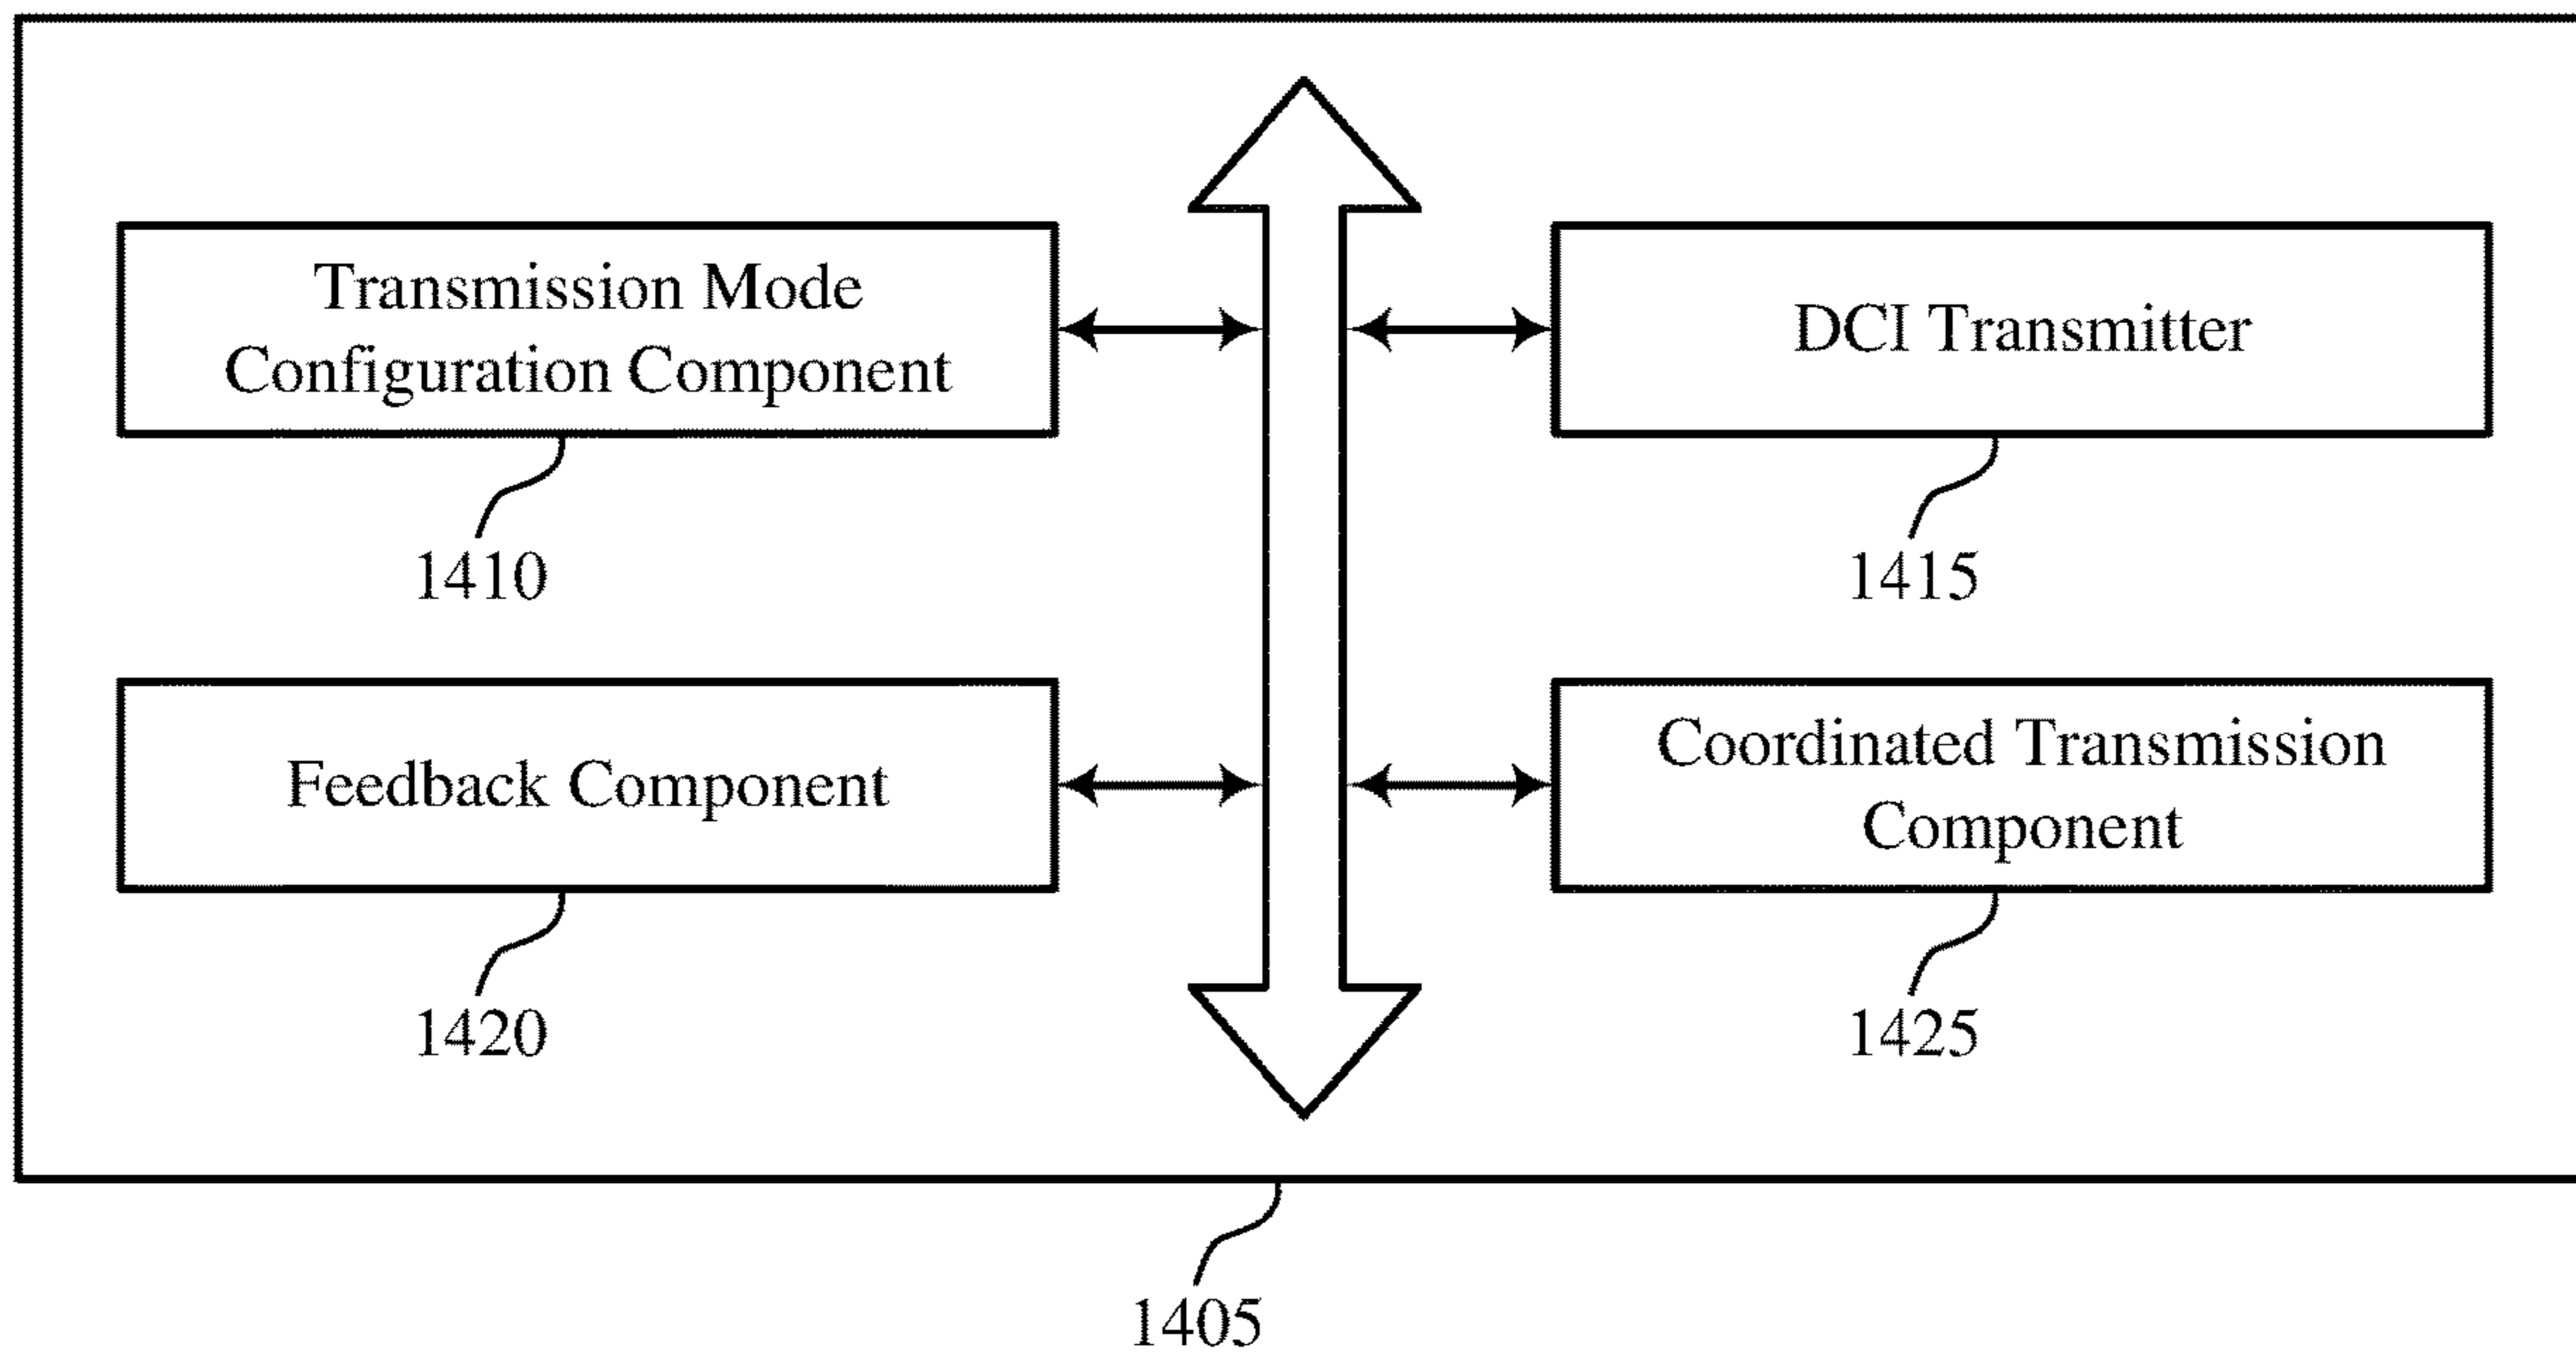 Transmission Mode
Configuration Component
1410
DCI Transmitter
1415
Feedback Component
1420
Coordinated Transmission
Component
1425
1405